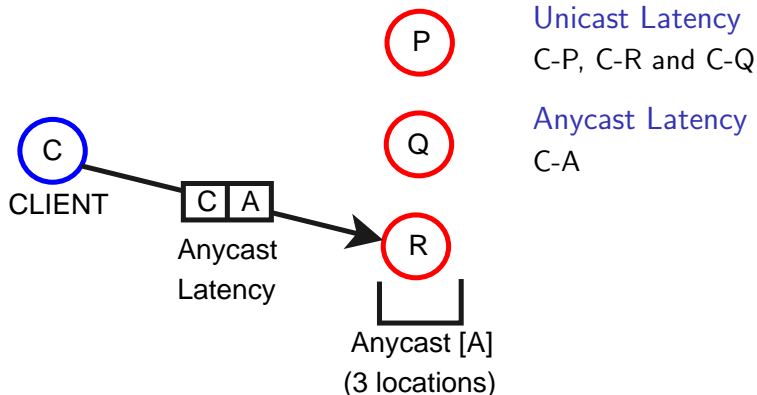 P
Unicast Latency
C-P, C-R and C-Q
C
Q
Anycast Latency
C-A
CLIENT
C A
R
Anycast
Latency
Anycast [A]
(3 locations)